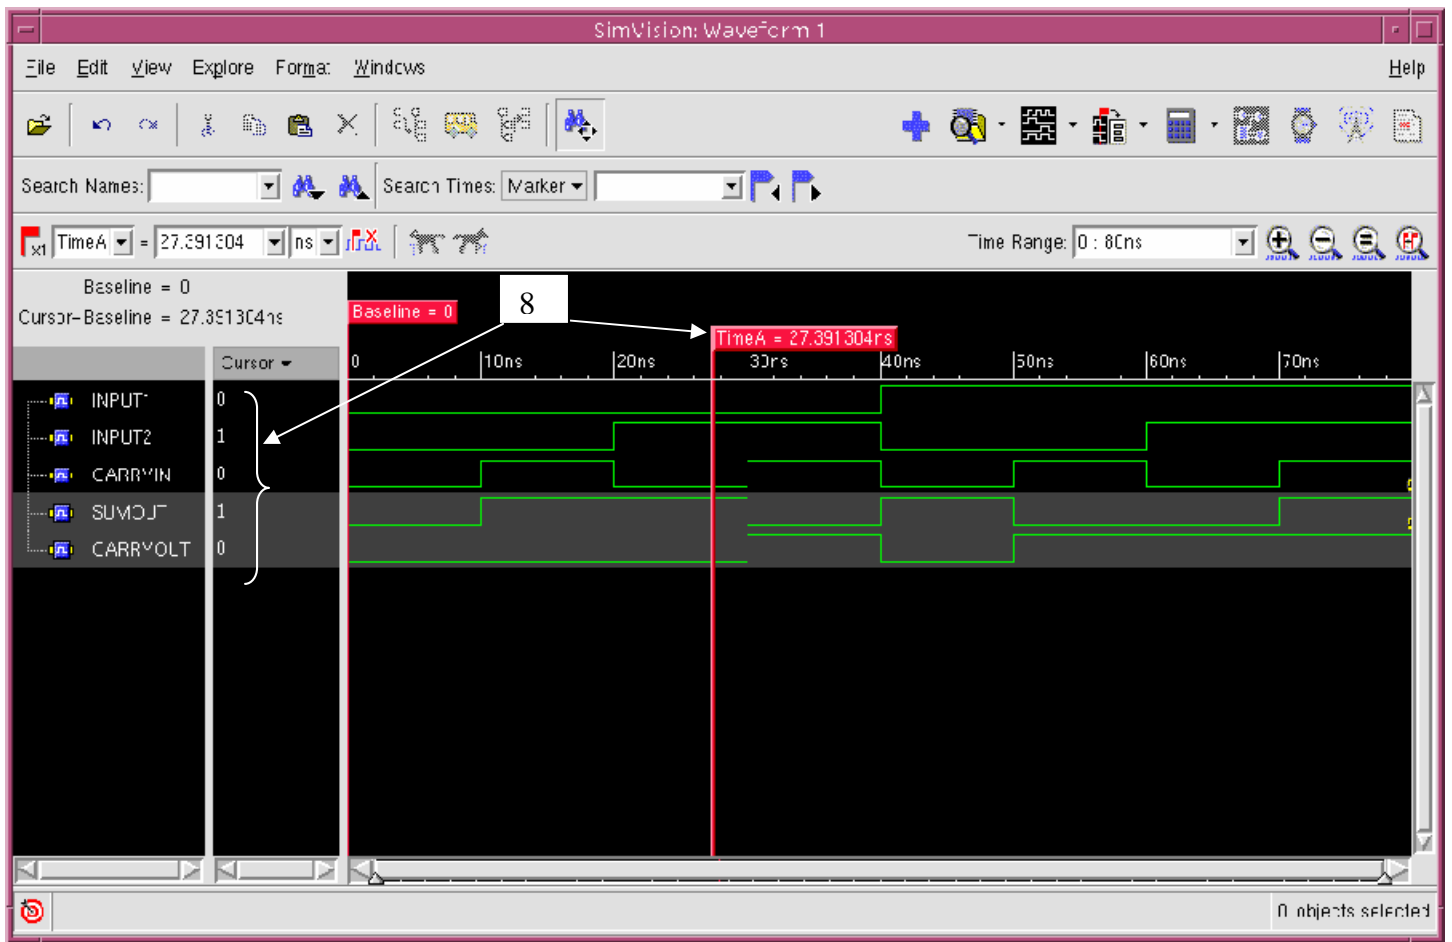 SimVision: Waveform 1
File Edit View Explore Format Windows Help
Search Names: Search Times: Marker
x1 TimeA = 27.391304 ns Time Range: 0 : 80ns
Baseline = 0
Cursor-Baseline = 27.391304ns
8
Baseline = 0
TimeA = 27.391304ns
Cursor 0 10ns 20ns 30ns 40ns 50ns 60ns 70ns
INPUT1 0
INPUT2 1
CARRYIN 0
SUMOUT 1
CARRYOUT 0
0 objects selected